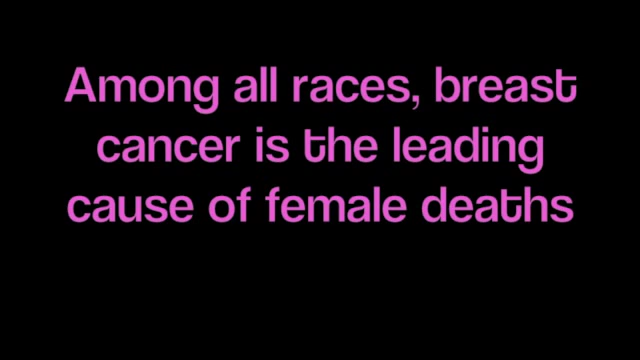 Among all races, breast
cancer is the leading
cause of female deaths